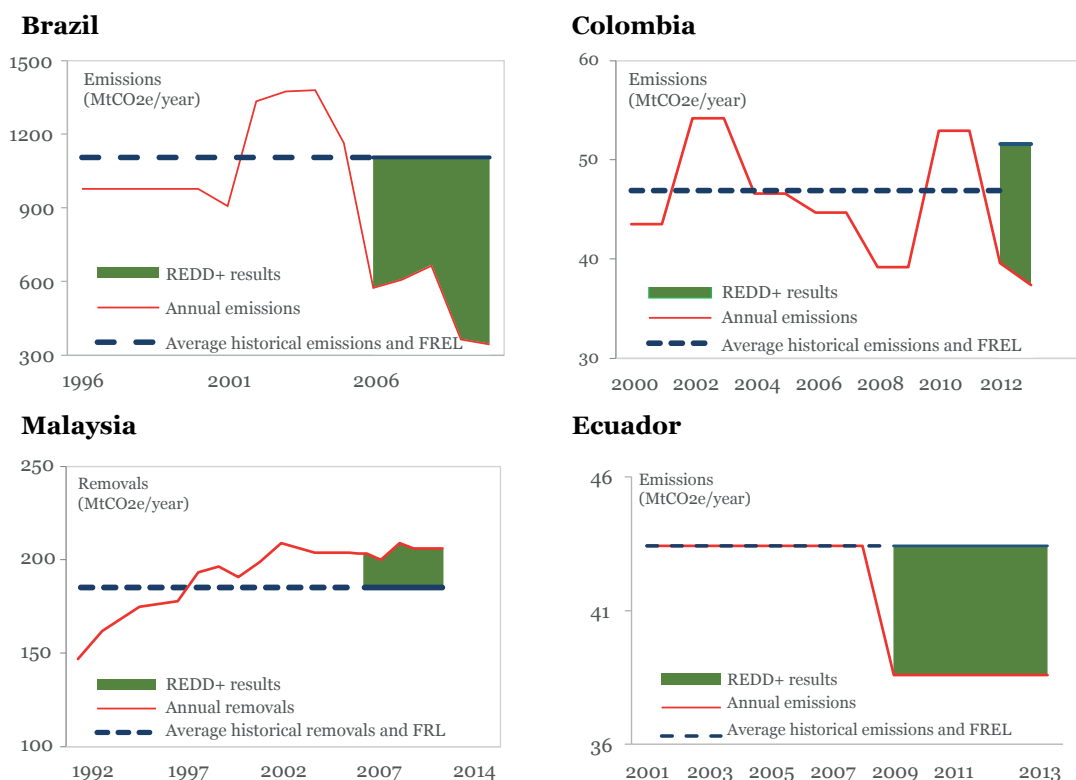 Brazil
1500
1200
900
600
300
Emissions
(MtCO2e/year)
REDD+ results
Annual emissions
Average historical emissions and FREL
1996
2001
2006
Colombia
60
50
40
30
Emissions
(MtCO2e/year)
REDD+ results
Annual emissions
Average historical emissions and FREL
2000
2002
2004
2006
2008
2010
2012
Malaysia
250
200
150
100
Removals
(MtCO2e/year)
REDD+ results
Annual removals
Average historical removals and FRL
1992
1997
2002
2007
2014
Ecuador
46
41
36
Emissions
(MtCO2e/year)
REDD+ results
Annual emissions
Average historical emissions and FREL
2001
2003
2005
2007
2009
2011
2013